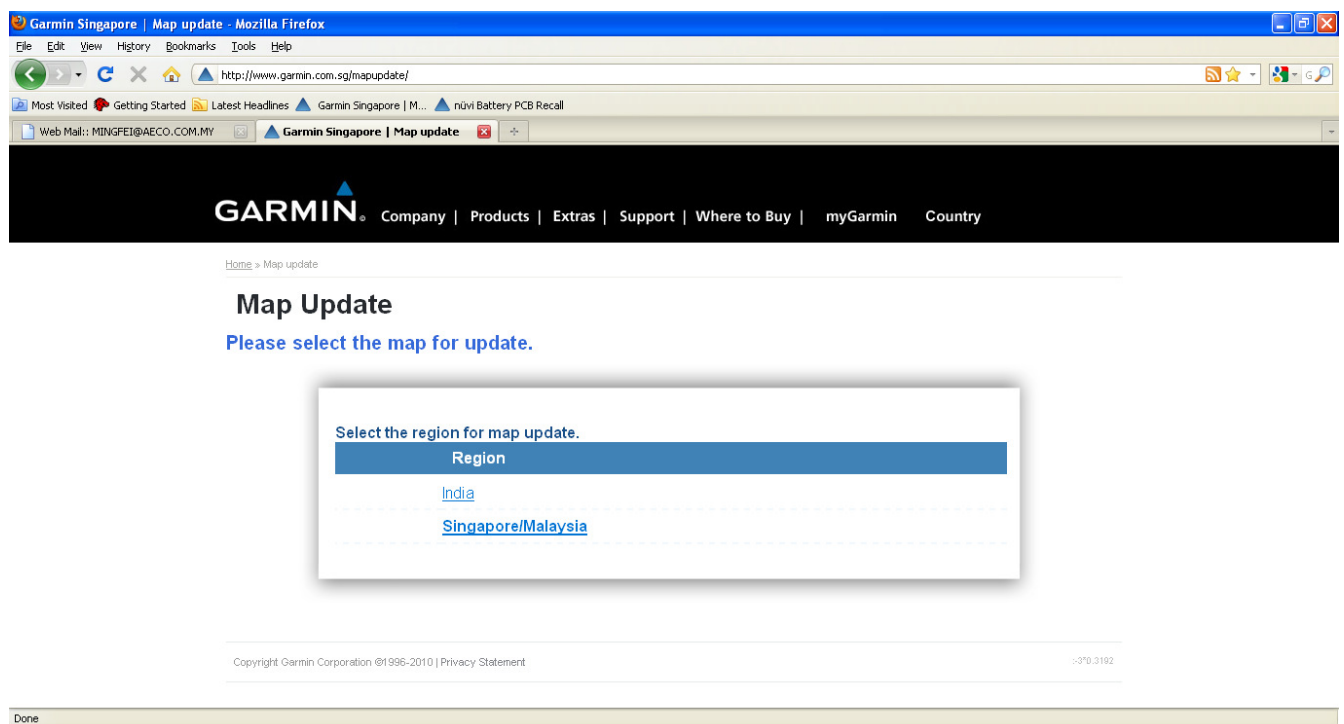 Garmin Singapore | Map update - Mozilla Firefox
File Edit View History Bookmarks Tools Help
http://www.garmin.com.sg/mapupdate/ G
Most Visited Getting Started Latest Headlines Garmin Singapore | M... nüvi Battery PCB Recall
Web Mail:: MINGFEI@AECO.COM.MY Garmin Singapore | Map update
GARMIN® Company | Products | Extras | Support | Where to Buy | myGarmin Country
Home » Map update
Map Update
Please select the map for update.
Select the region for map update.
Region
India
Singapore/Malaysia
Copyright Garmin Corporation ©1996-2010 | Privacy Statement
Done